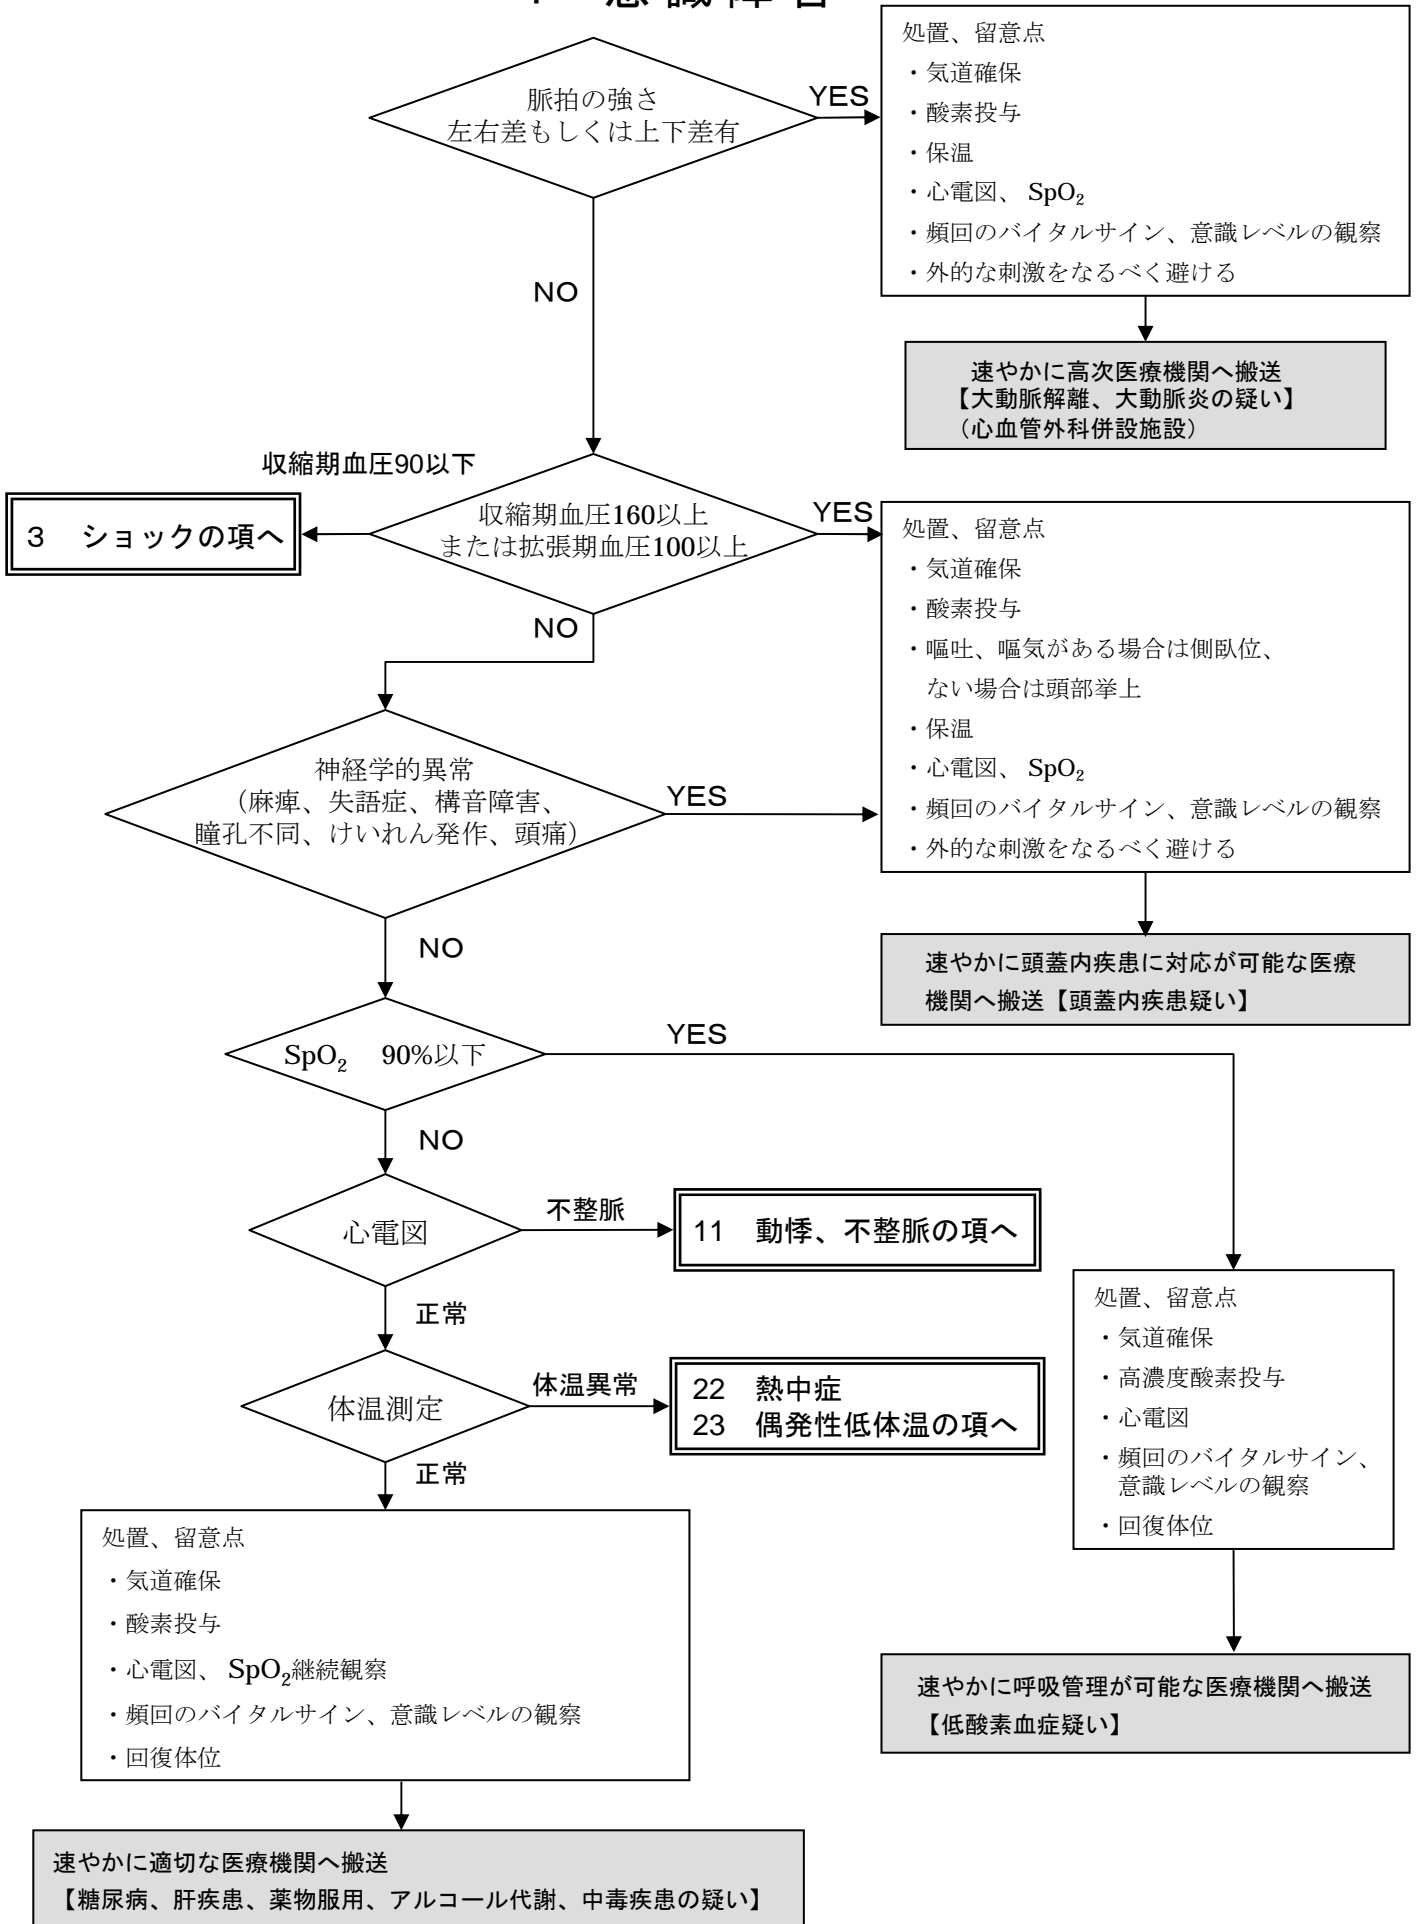 意識障害
脈拍の強さ
左右差もしくは上下差有
YES
処置、留意点
・気道確保
・酸素投与
・保温
・心電図、 SpO₂
・頻回のバイタルサイン、意識レベルの観察
・外的な刺激をなるべく避ける
NO
速やかに高次医療機関へ搬送
【大動脈解離、大動脈炎の疑い】
（心血管外科併設施設）
収縮期血圧90以下
3 ショックの項へ
収縮期血圧160以上
または拡張期血圧100以上
YES
処置、留意点
・気道確保
・酸素投与
・嘔吐、嘔気がある場合は側臥位、
ない場合は頭部挙上
・保温
・心電図、 SpO₂
・頻回のバイタルサイン、意識レベルの観察
・外的な刺激をなるべく避ける
NO
神経学的異常
（麻痺、失語症、構音障害、
瞳孔不同、けいれん発作、頭痛）
YES
NO
速やかに頭蓋内疾患に対応が可能な医療
機関へ搬送【頭蓋内疾患疑い】
SpO₂ 90%以下
YES
NO
心電図
不整脈
11 動悸、不整脈の項へ
正常
体温測定
体温異常
22 熱中症
23 偶発性低体温の項へ
正常
処置、留意点
・気道確保
・高濃度酸素投与
・心電図
・頻回のバイタルサイン、
意識レベルの観察
・回復体位
処置、留意点
・気道確保
・酸素投与
・心電図、 SpO₂継続観察
・頻回のバイタルサイン、意識レベルの観察
・回復体位
速やかに呼吸管理が可能な医療機関へ搬送
【低酸素血症疑い】
速やかに適切な医療機関へ搬送
【糖尿病、肝疾患、薬物服用、アルコール代謝、中毒疾患の疑い】